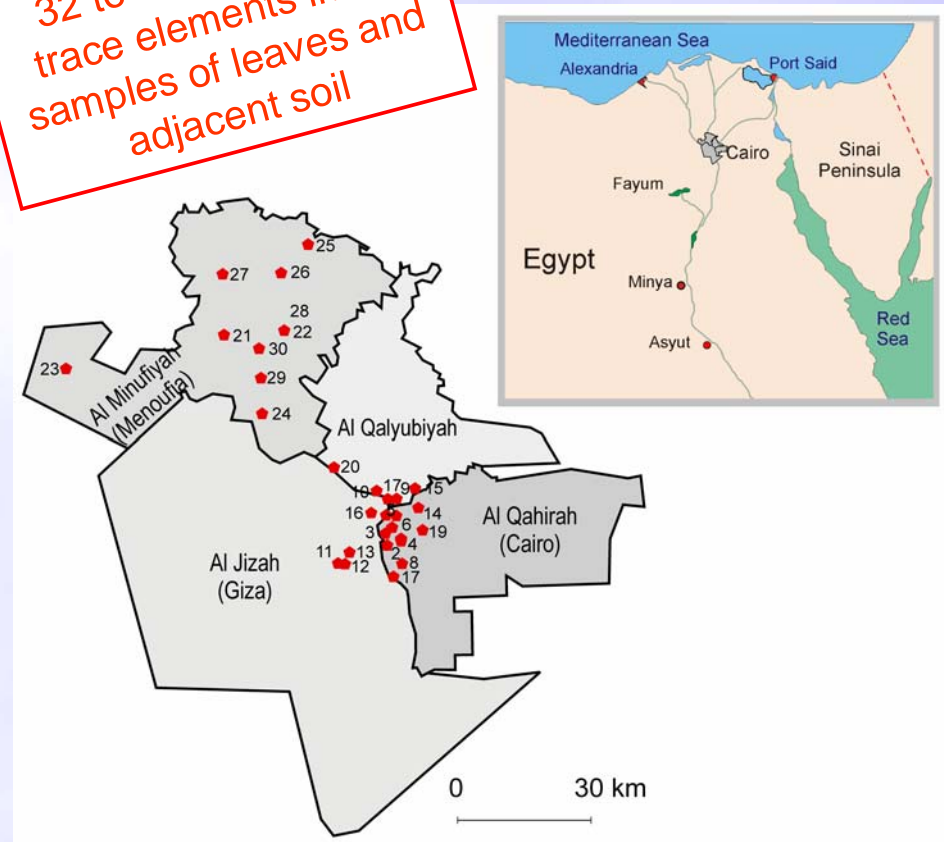 32 to
trace elements in
samples of leaves and
adjacent soil
Mediterranean Sea
Alexandria
Port Said
Cairo
Sinai
Peninsula
Fayum
Egypt
Minya
Asyut
Red
Sea
25
27
26
28
21
22
30
23
29
24
Al Minufiyah
(Menoufia)
Al Qalyubiyah
20
10
17
9
15
16
14
6
3
19
4
Al Qahirah
(Cairo)
11
13
2
12
8
17
Al Jizah
(Giza)
0
30 km